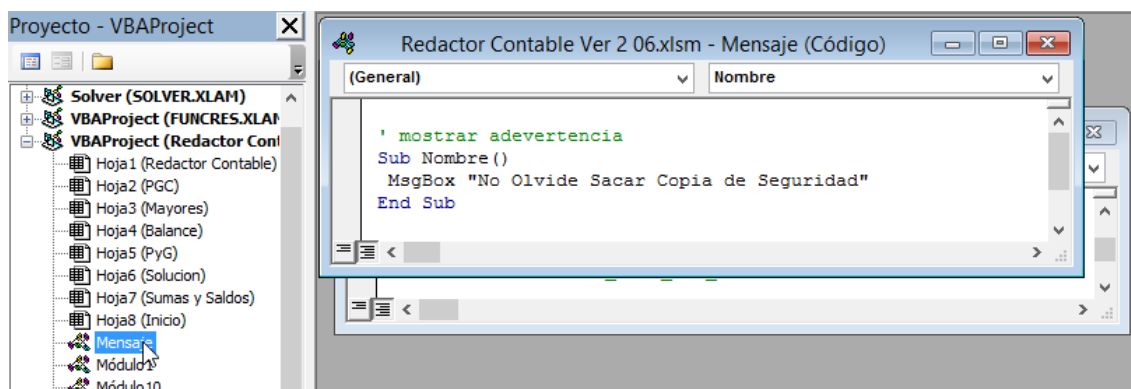 Proyecto - VBAProject
Solver (SOLVER.XLAM)
VBAProject (FUNCRES.XLAM
VBAProject (Redactor Cont
Hoja1 (Redactor Contable)
Hoja2 (PGC)
Hoja3 (Mayores)
Hoja4 (Balance)
Hoja5 (PyG)
Hoja6 (Solucion)
Hoja7 (Sumas y Saldos)
Hoja8 (Inicio)
Mensaje
Módulo1
Módulo10
Redactor Contable Ver 2 06.xlsm - Mensaje (Código)
(General)
Nombre
' mostrar adevertencia
Sub Nombre()
MsgBox "No Olvide Sacar Copia de Seguridad"
End Sub